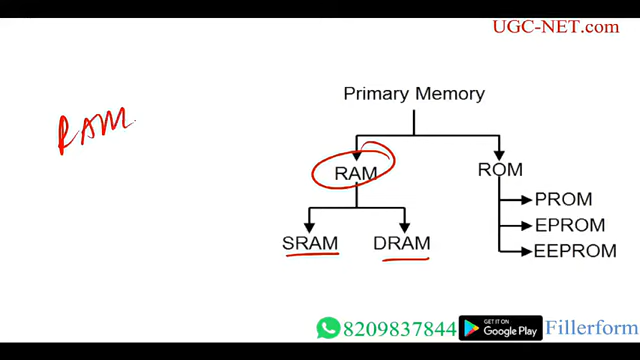 UGC-NET.com
Primary Memory
RAM
RAM
ROM
PROM
EPROM
EEPROM
SRAM
DRAM
8209837844
GET IT ON
Google Play
Fillerform